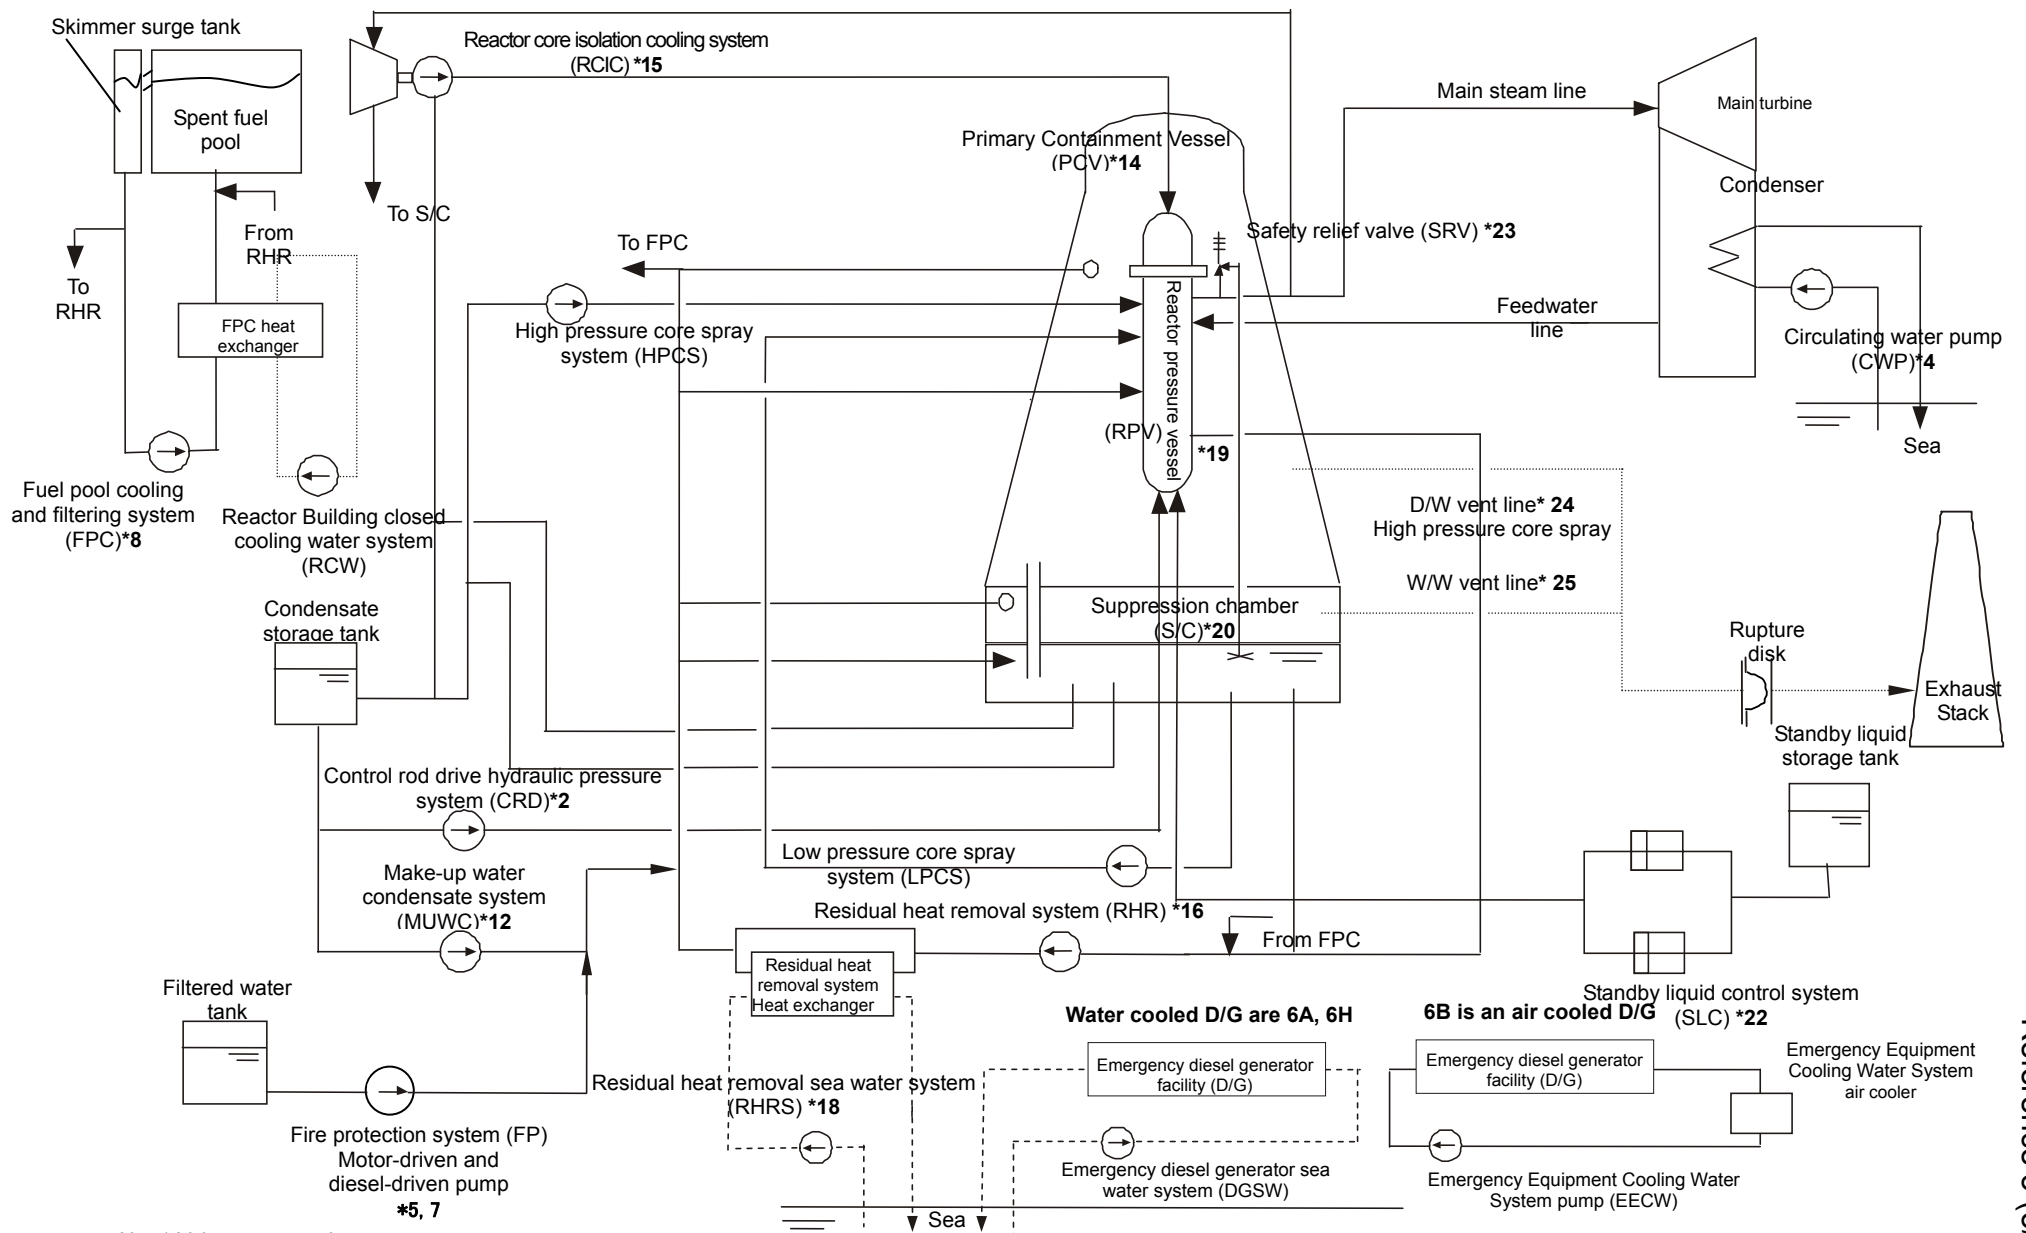 Skimmer surge tank
Spent fuel
pool
Reactor core isolation cooling system
(RCIC) *15
To S/C
From
RHR
To
RHR
FPC heat
exchanger
Fuel pool cooling
and filtering system
(FPC)*8
Reactor Building closed
cooling water system
(RCW)
To FPC
High pressure core spray
system (HPCS)
Primary Containment Vessel
(PCV)*14
Safety relief valve (SRV) *23
Main steam line
Main turbine
Condenser
Feedwater
line
Circulating water pump
(CWP)*4
Sea
Reactor pressure vessel
(RPV)
*19
D/W vent line* 24
High pressure core spray
W/W vent line* 25
Suppression chamber
(S/C)*20
Rupture
disk
Exhaust
Stack
Condensate
storage tank
Control rod drive hydraulic pressure
system (CRD)*2
Make-up water
condensate system
(MUWC)*12
Low pressure core spray
system (LPCS)
Residual heat removal system (RHR) *16
From FPC
Standby liquid
storage tank
Standby liquid control system
(SLC) *22
Filtered water
tank
Fire protection system (FP)
Motor-driven and
diesel-driven pump
*5, 7
Residual heat
removal system
Heat exchanger
Residual heat removal sea water system
(RHRS) *18
Water cooled D/G are 6A, 6H
Emergency diesel generator
facility (D/G)
Emergency diesel generator sea
water system (DGSW)
Sea
6B is an air cooled D/G
Emergency diesel generator
facility (D/G)
Emergency Equipment
Cooling Water System
air cooler
Emergency Equipment Cooling Water
System pump (EECW)